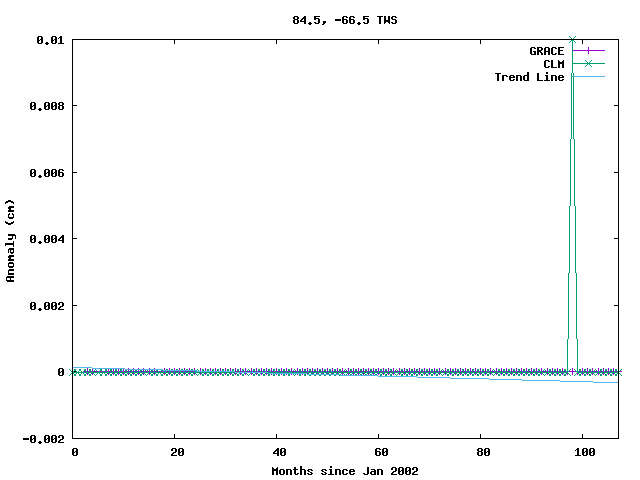 84.5, -66.5 TWS
0.01
0.008
0.006
0.004
0.002
0
-0.002
Anomaly (cm)
GRACE
CLM
Trend Line
0 20 40 60 80 100
Months since Jan 2002